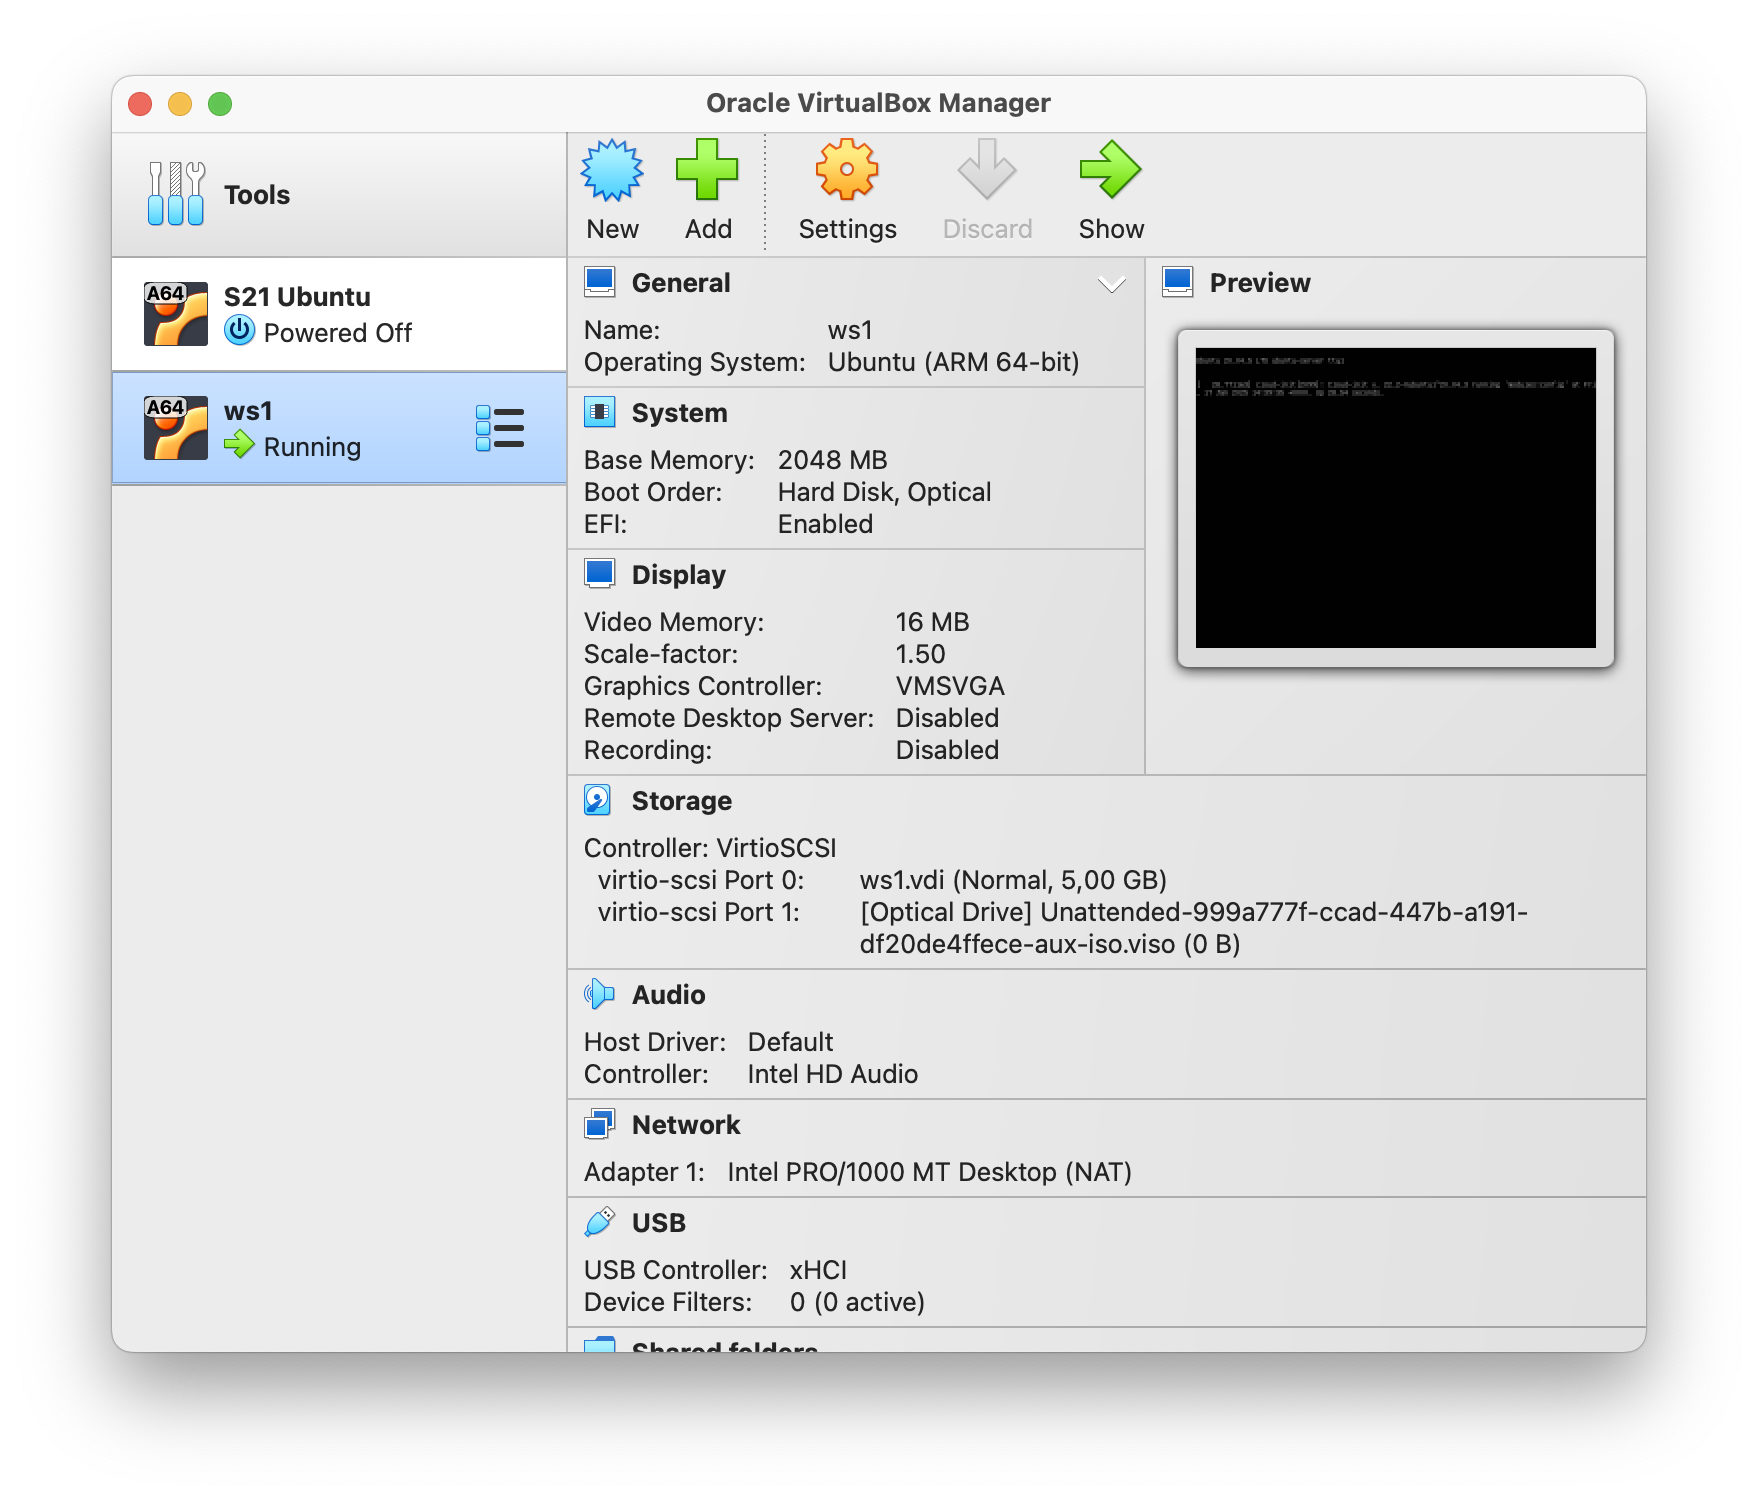 Oracle VirtualBox Manager
Tools
New
Add
Settings
Discard
Show
A64
S21 Ubuntu
Powered Off
A64
ws1
Running
General
Name: ws1
Operating System: Ubuntu (ARM 64-bit)
System
Base Memory: 2048 MB
Boot Order: Hard Disk, Optical
EFI: Enabled
Display
Video Memory: 16 MB
Scale-factor: 1.50
Graphics Controller: VMSVGA
Remote Desktop Server: Disabled
Recording: Disabled
Preview
Storage
Controller: VirtioSCSI
virtio-scsi Port 0: ws1.vdi (Normal, 5,00 GB)
virtio-scsi Port 1: [Optical Drive] Unattended-999a777f-ccad-447b-a191-
df20de4ffece-aux-iso.viso (0 B)
Audio
Host Driver: Default
Controller: Intel HD Audio
Network
Adapter 1: Intel PRO/1000 MT Desktop (NAT)
USB
USB Controller: xHCI
Device Filters: 0 (0 active)
Shared folders